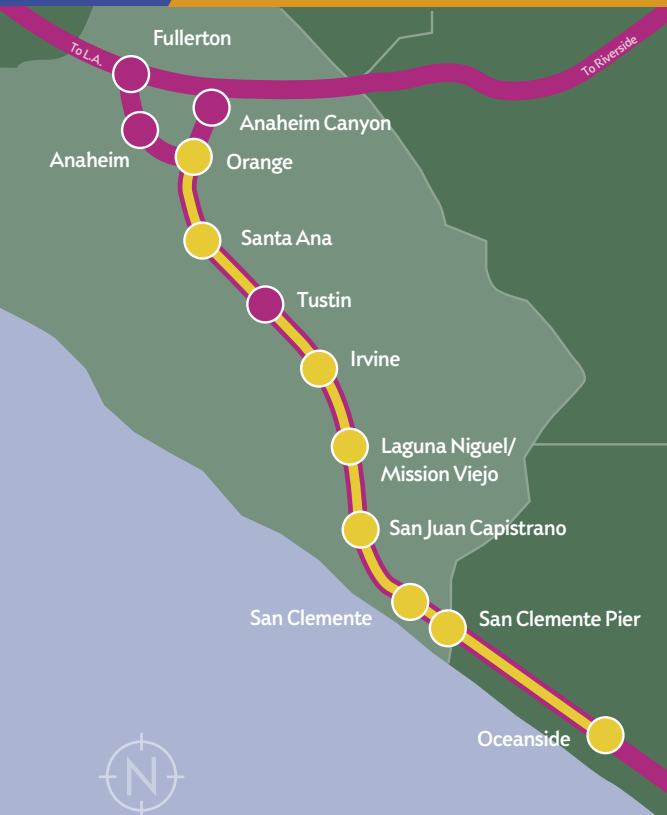 Fullerton
To L.A.
To Riverside
Anaheim Canyon
Anaheim
Orange
Santa Ana
Tustin
Irvine
Laguna Niguel/
Mission Viejo
San Juan Capistrano
San Clemente
San Clemente Pier
Oceanside
N